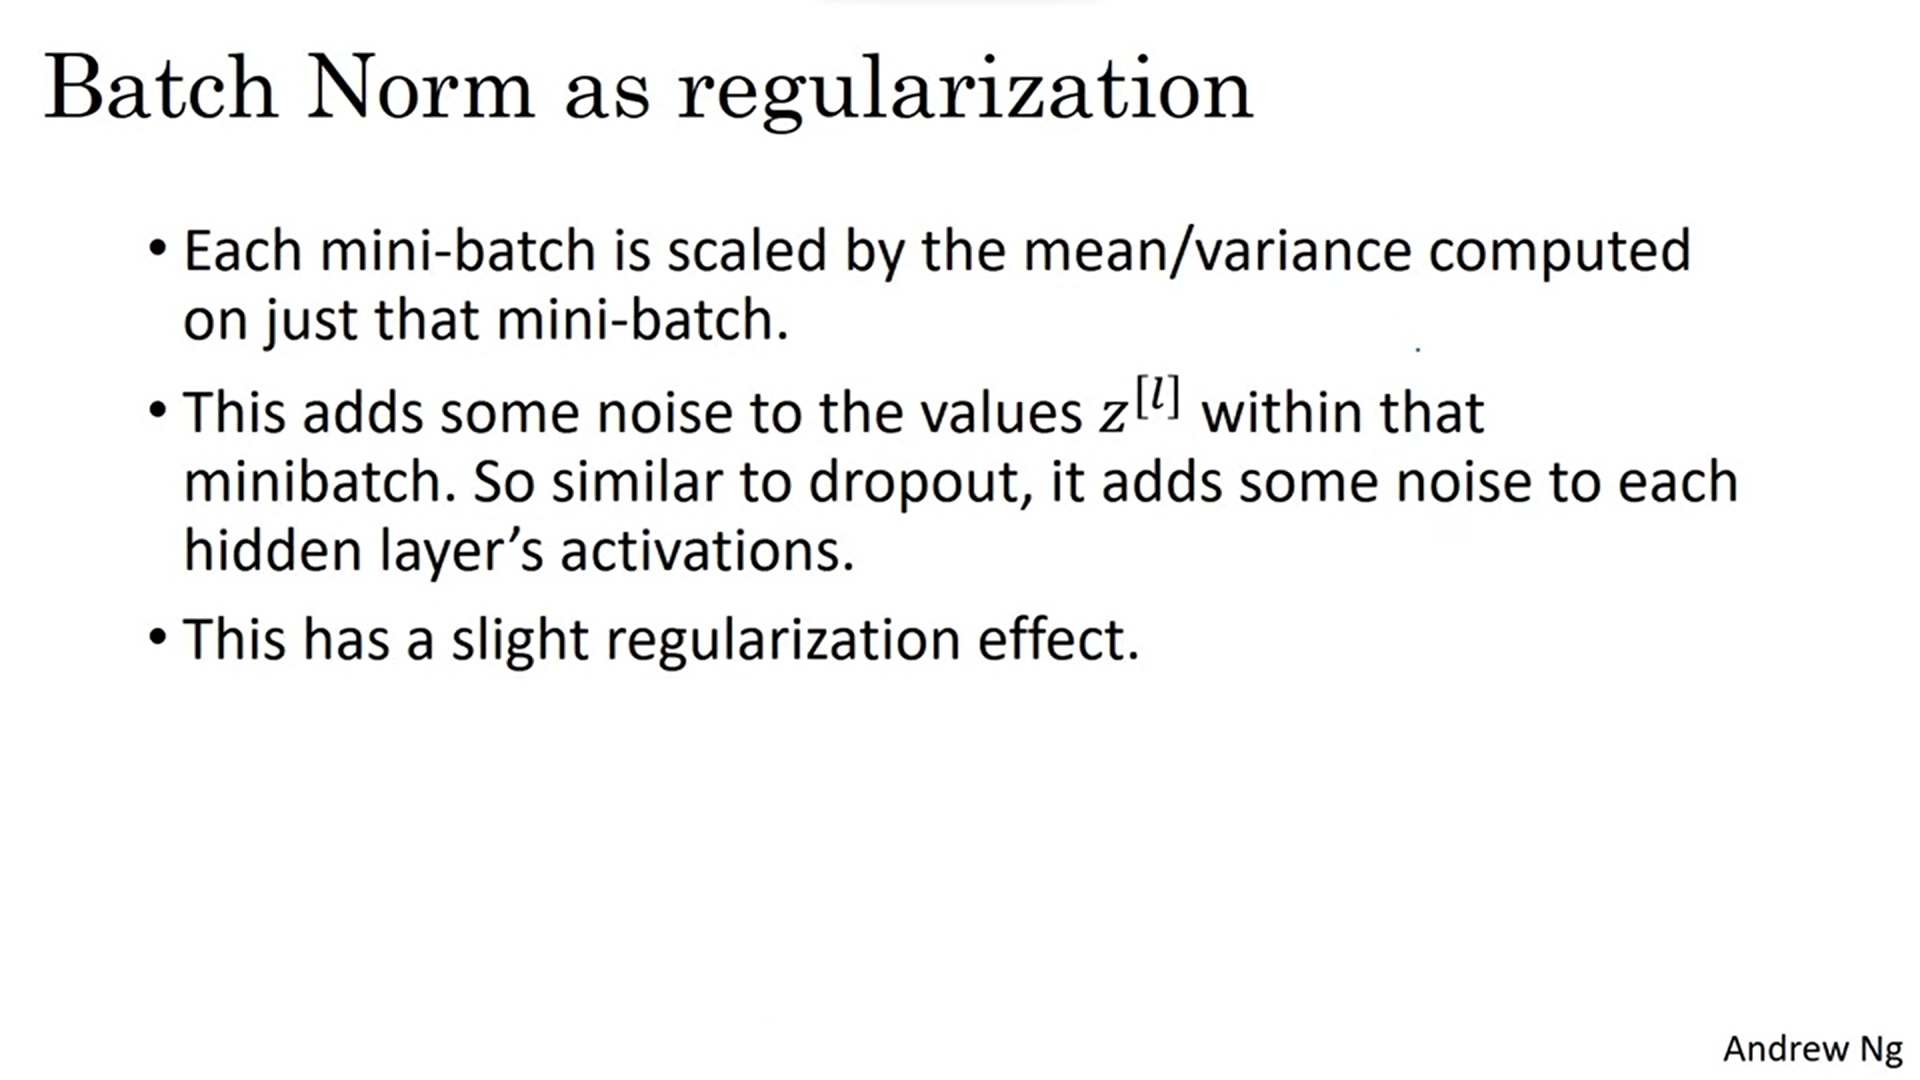 Batch Norm as regularization
• Each mini-batch is scaled by the mean/variance computed
on just that mini-batch.
• This adds some noise to the values z^[l] within that
minibatch. So similar to dropout, it adds some noise to each
hidden layer’s activations.
• This has a slight regularization effect.
Andrew Ng